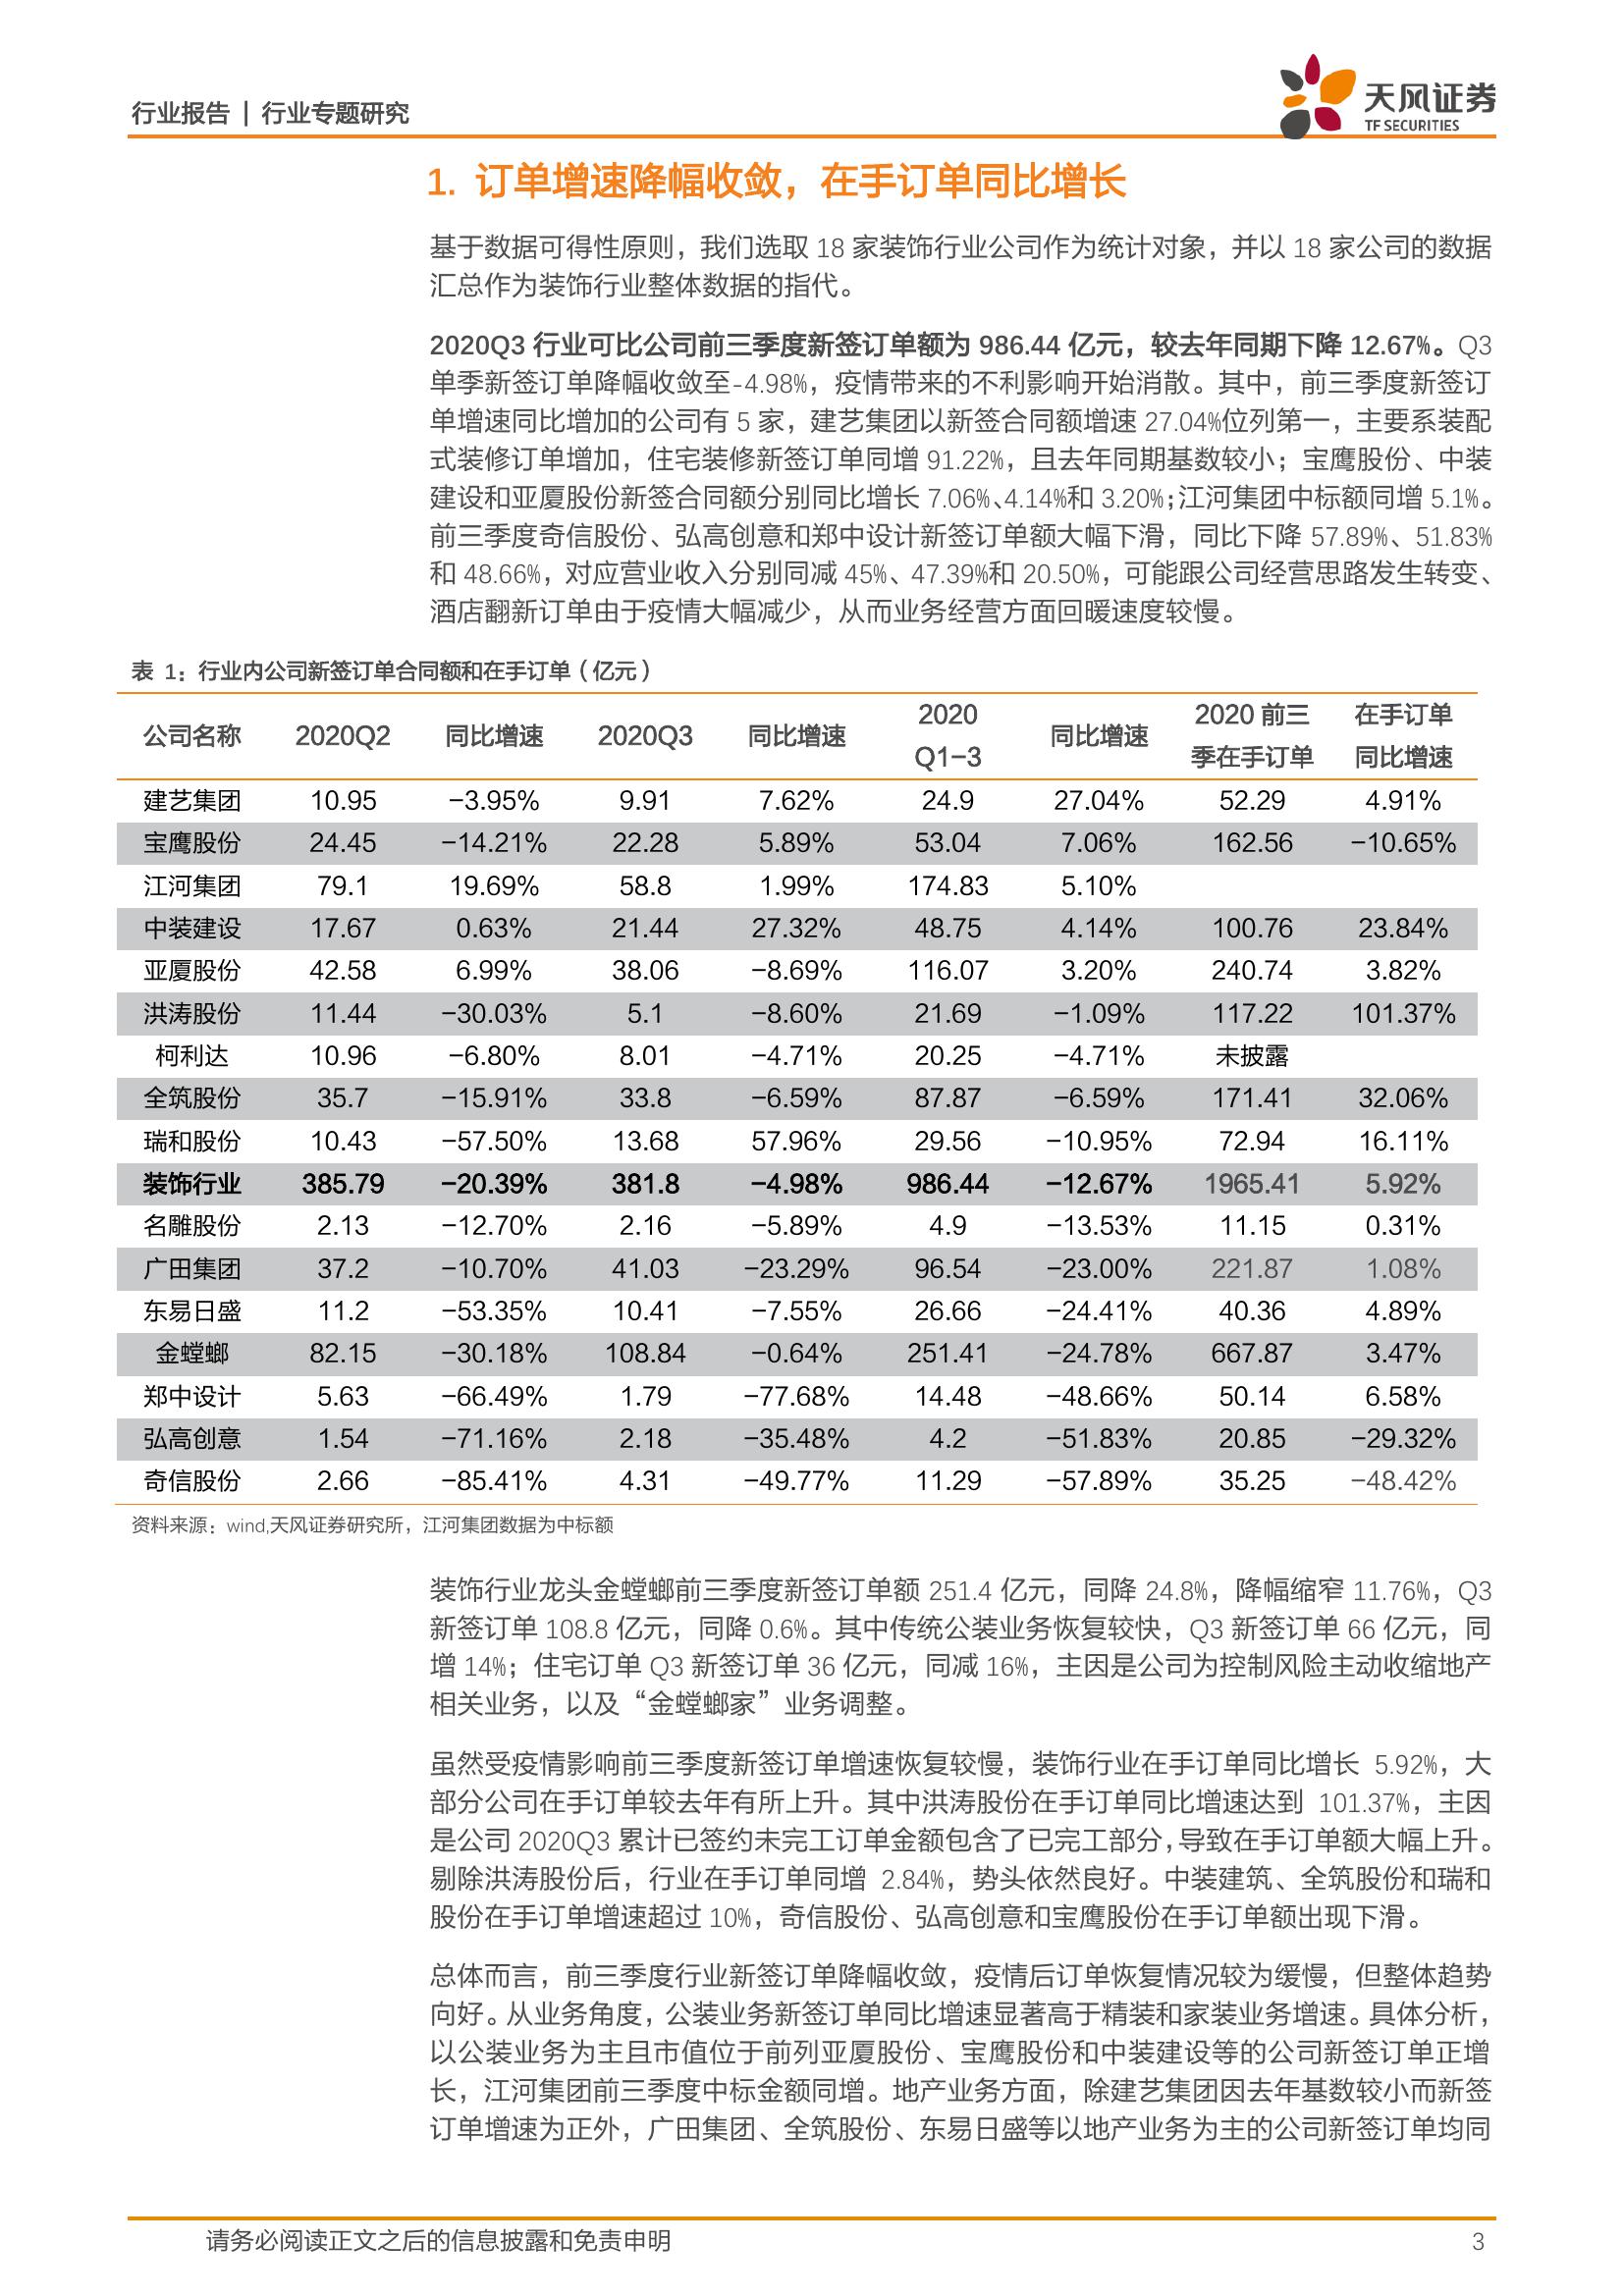 行业报告 | 行业专题研究
天风证券
TF SECURITIES
1. 订单增速降幅收敛，在手订单同比增长
基于数据可得性原则，我们选取 18 家装饰行业公司作为统计对象，并以 18 家公司的数据
汇总作为装饰行业整体数据的指代。
2020Q3 行业可比公司前三季度新签订单额为 986.44 亿元，较去年同期下降 12.67%。Q3
单季新签订单降幅收敛至-4.98%，疫情带来的不利影响开始消散。其中，前三季度新签订
单增速同比增加的公司有 5 家，建艺集团以新签合同额增速 27.04%位列第一，主要系装配
式装修订单增加，住宅装修新签订单同增 91.22%，且去年同期基数较小；宝鹰股份、中装
建设和亚厦股份新签合同额分别同比增长 7.06%、4.14%和 3.20%；江河集团中标额同增 5.1%。
前三季度奇信股份、弘高创意和郑中设计新签订单额大幅下滑，同比下降 57.89%、51.83%
和 48.66%，对应营业收入分别同减 45%、47.39%和 20.50%，可能跟公司经营思路发生转变、
酒店翻新订单由于疫情大幅减少，从而业务经营方面回暖速度较慢。
表 1：行业内公司新签订单合同额和在手订单（亿元）
公司名称 2020Q2 同比增速 2020Q3 同比增速 2020 Q1-3 同比增速 2020 前三季在手订单 在手订单同比增速
建艺集团 10.95 -3.95% 9.91 7.62% 24.9 27.04% 52.29 4.91%
宝鹰股份 24.45 -14.21% 22.28 5.89% 53.04 7.06% 162.56 -10.65%
江河集团 79.1 19.69% 58.8 1.99% 174.83 5.10%
中装建设 17.67 0.63% 21.44 27.32% 48.75 4.14% 100.76 23.84%
亚厦股份 42.58 6.99% 38.06 -8.69% 116.07 3.20% 240.74 3.82%
洪涛股份 11.44 -30.03% 5.1 -8.60% 21.69 -1.09% 117.22 101.37%
柯利达 10.96 -6.80% 8.01 -4.71% 20.25 -4.71% 未披露
全筑股份 35.7 -15.91% 33.8 -6.59% 87.87 -6.59% 171.41 32.06%
瑞和股份 10.43 -57.50% 13.68 57.96% 29.56 -10.95% 72.94 16.11%
装饰行业 385.79 -20.39% 381.8 -4.98% 986.44 -12.67% 1965.41 5.92%
名雕股份 2.13 -12.70% 2.16 -5.89% 4.9 -13.53% 11.15 0.31%
广田集团 37.2 -10.70% 41.03 -23.29% 96.54 -23.00% 221.87 1.08%
东易日盛 11.2 -53.35% 10.41 -7.55% 26.66 -24.41% 40.36 4.89%
金螳螂 82.15 -30.18% 108.84 -0.64% 251.41 -24.78% 667.87 3.47%
郑中设计 5.63 -66.49% 1.79 -77.68% 14.48 -48.66% 50.14 6.58%
弘高创意 1.54 -71.16% 2.18 -35.48% 4.2 -51.83% 20.85 -29.32%
奇信股份 2.66 -85.41% 4.31 -49.77% 11.29 -57.89% 35.25 -48.42%
资料来源：wind,天风证券研究所，江河集团数据为中标额
装饰行业龙头金螳螂前三季度新签订单额 251.4 亿元，同降 24.8%，降幅缩窄 11.76%，Q3
新签订单 108.8 亿元，同降 0.6%。其中传统公装业务恢复较快，Q3 新签订单 66 亿元，同
增 14%；住宅订单 Q3 新签订单 36 亿元，同减 16%，主因是公司为控制风险主动收缩地产
相关业务，以及“金螳螂家”业务调整。
虽然受疫情影响前三季度新签订单增速恢复较慢，装饰行业在手订单同比增长 5.92%，大
部分公司在手订单较去年有所上升。其中洪涛股份在手订单同比增速达到 101.37%，主因
是公司 2020Q3 累计已签约未完工订单金额包含了已完工部分，导致在手订单额大幅上升。
剔除洪涛股份后，行业在手订单同增 2.84%，势头依然良好。中装建筑、全筑股份和瑞和
股份在手订单增速超过 10%，奇信股份、弘高创意和宝鹰股份在手订单额出现下滑。
总体而言，前三季度行业新签订单降幅收敛，疫情后订单恢复情况较为缓慢，但整体趋势
向好。从业务角度，公装业务新签订单同比增速显著高于精装和家装业务增速。具体分析，
以公装业务为主且市值位于前列亚厦股份、宝鹰股份和中装建设等的公司新签订单正增
长，江河集团前三季度中标金额同增。地产业务方面，除建艺集团因去年基数较小而新签
订单增速为正外，广田集团、全筑股份、东易日盛等以地产业务为主的公司新签订单均同
请务必阅读正文之后的信息披露和免责申明
3